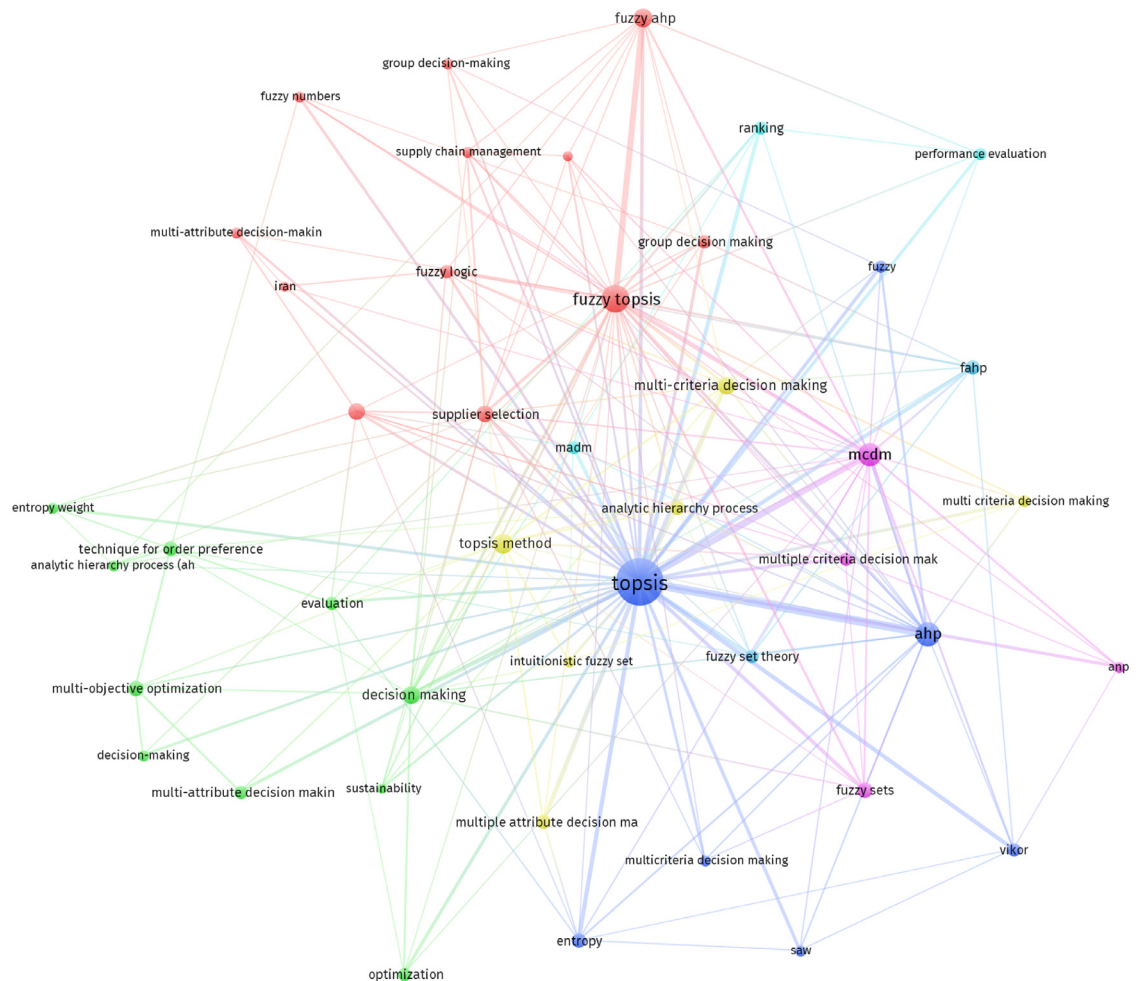 fuzzy ahp
group decision-making
fuzzy numbers
ranking
supply chain management
performance evaluation
multi-attribute decision-makin
group decision making
fuzzy
fuzzy logic
iran
fuzzy topsis
fahp
multi-criteria decision making
supplier selection
madm
mcdm
multi criteria decision making
entropy weight
analytic hierarchy process
topsis method
technique for order preference
multiple criteria decision mak
analytic hierarchy process (ah
topsis
evaluation
ahp
fuzzy set theory
intuitionistic fuzzy set
anp
multi-objective optimization
decision making
decision-making
sustainability
fuzzy sets
multi-attribute decision makin
multiple attribute decision ma
vikor
multicriteria decision making
entropy
saw
optimization